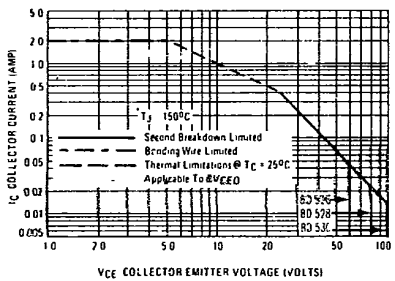 5 0
2 0
1 0
0 5
0 2
0 1
0 05
0 02
0 01
0 005
IC COLLECTOR CURRENT (AMP)
TJ 150°C
Second Breakdown Limited
Bonding Wire Limited
Thermal Limitations @ TC = 25°C
Applicable To BVCEO
BD 526
BD 528
BD 530
1 0
2 0
5 0
10
20
50
100
VCE COLLECTOR EMITTER VOLTAGE (VOLTS)